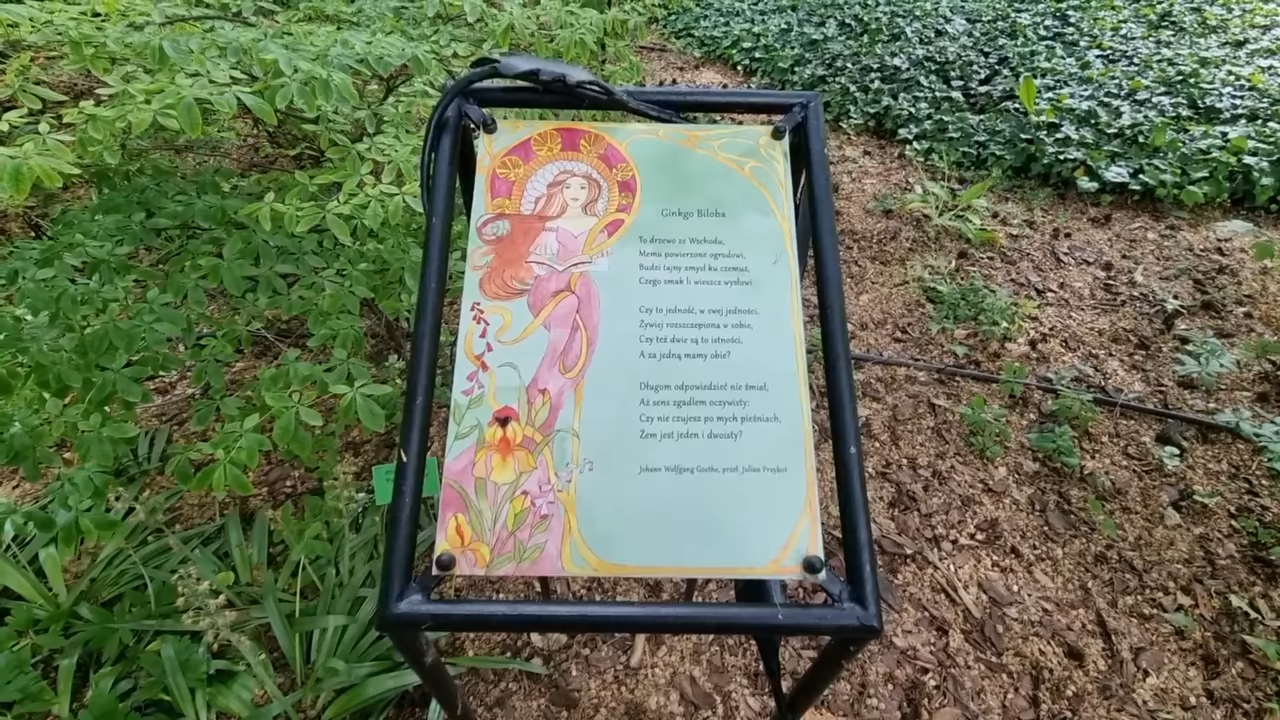 Ginkgo Biloba
To drzewo ze Wschodu,
Memu powierzone ogrodowi,
Budzi tajny zmysł ku czemuś,
Czego smak li wieszcz wysłowi
Czy to jedność, w swej jedności,
Żywiej rozszczepiona w sobie,
Czy też dwie są to istności,
A za jedną mamy obie?
Długom odpowiedzieć nie śmiał,
Aż sens zgadłem oczywisty:
Czy nie czujesz po mych pieśniach,
Żem jest jeden i dwoisty?
Johann Wolfgang Goethe, przeł. Julian Przyboś